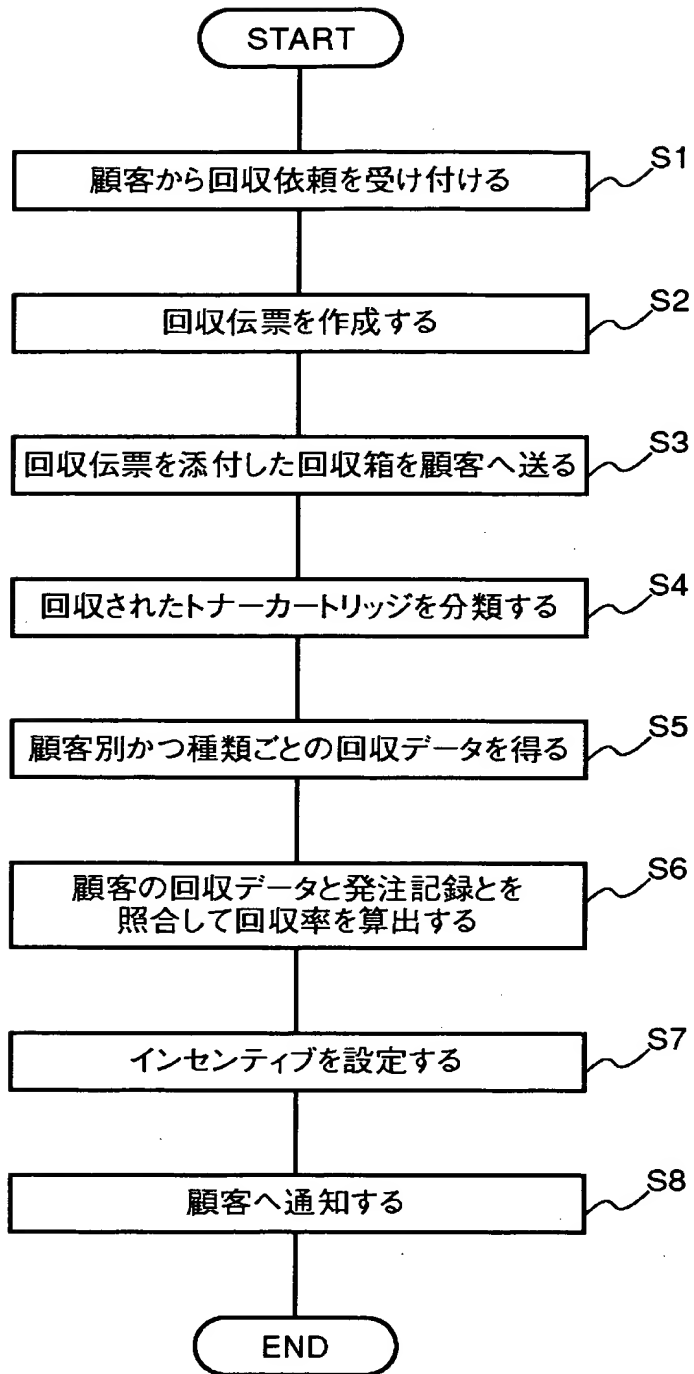 START
顧客から回収依頼を受け付ける
S1
回収伝票を作成する
S2
回収伝票を添付した回収箱を顧客へ送る
S3
回収されたトナーカートリッジを分類する
S4
顧客別かつ種類ごとの回収データを得る
S5
顧客の回収データと発注記録とを
照合して回収率を算出する
S6
インセンティブを設定する
S7
顧客へ通知する
S8
END